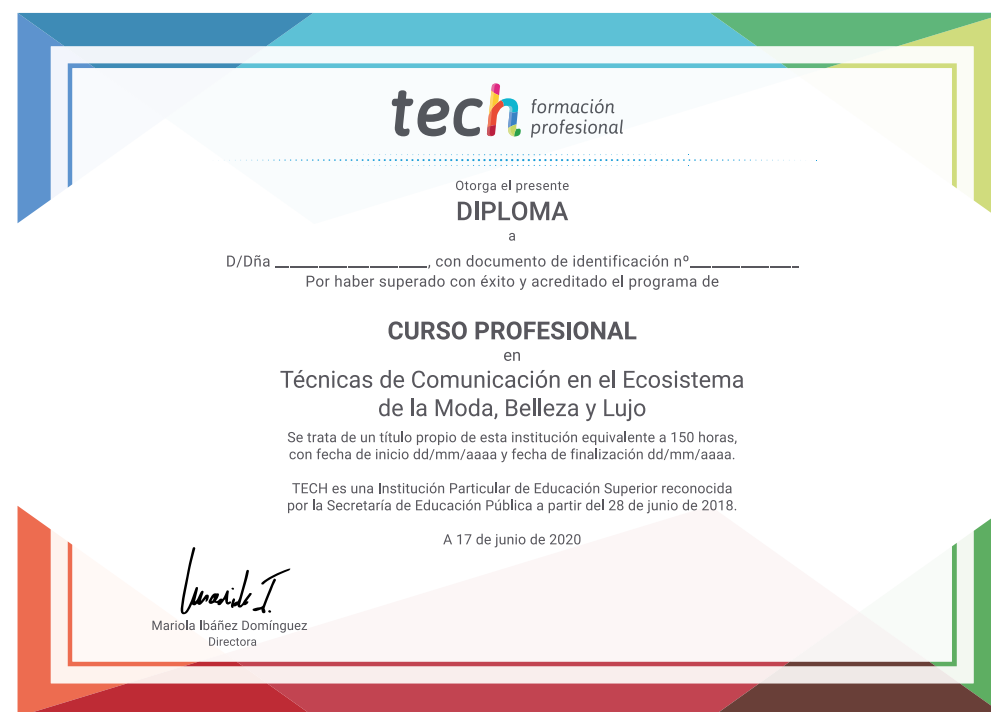 tech formación
profesional
Otorga el presente
DIPLOMA
a
D/Dña ____________________, con documento de identificación nº______________
Por haber superado con éxito y acreditado el programa de
CURSO PROFESIONAL
en
Técnicas de Comunicación en el Ecosistema
de la Moda, Belleza y Lujo
Se trata de un título propio de esta institución equivalente a 150 horas,
con fecha de inicio dd/mm/aaaa y fecha de finalización dd/mm/aaaa.
TECH es una Institución Particular de Educación Superior reconocida
por la Secretaría de Educación Pública a partir del 28 de junio de 2018.
A 17 de junio de 2020
Mariola Ibáñez Domínguez
Directora